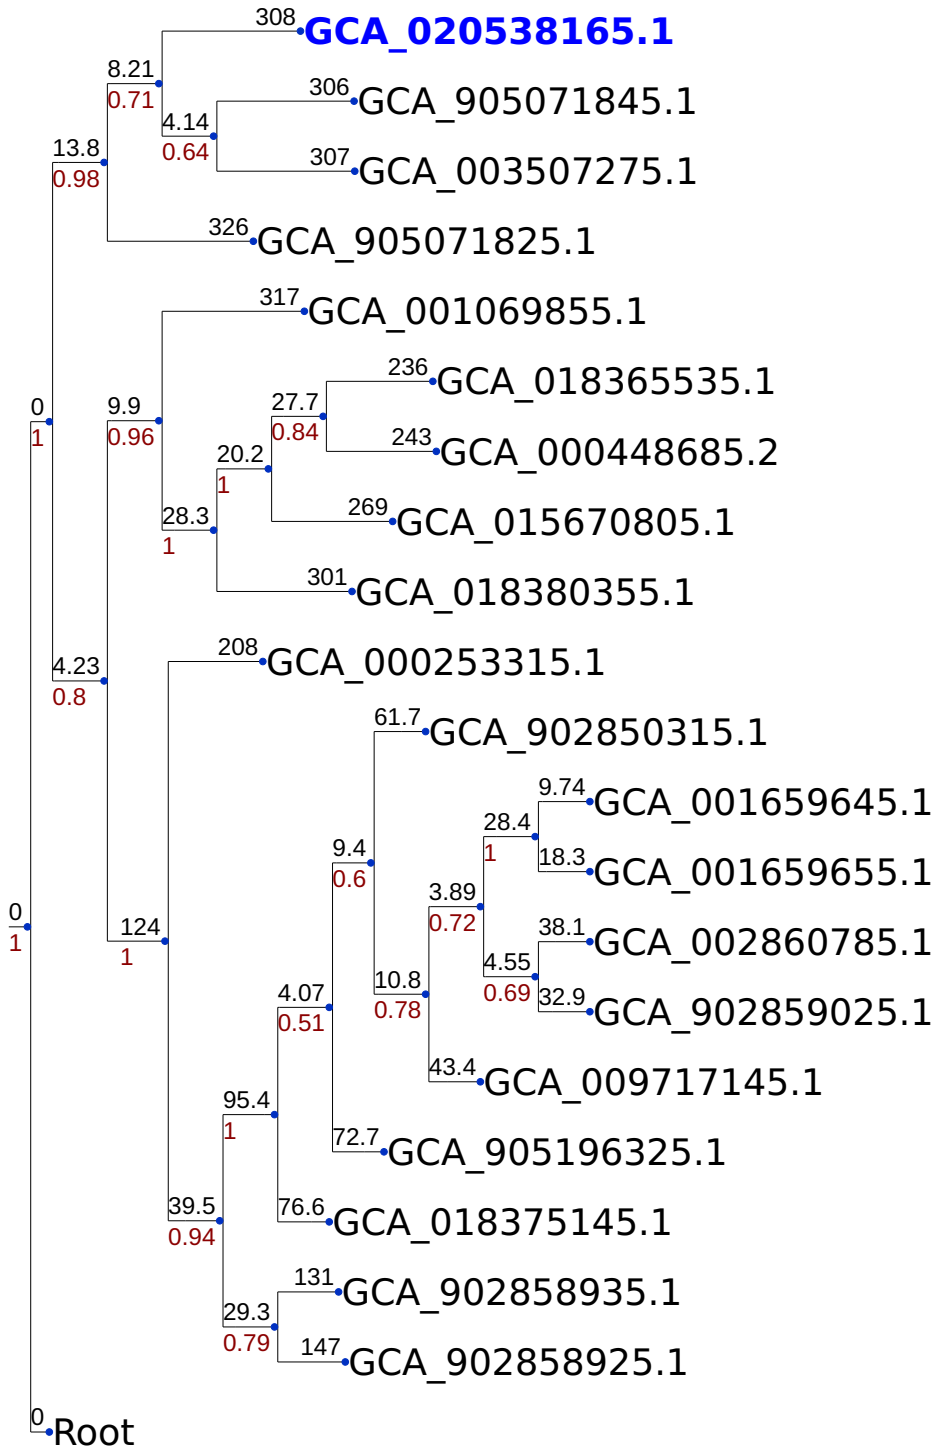 308 GCA_020538165.1
8.21
0.71
306 GCA_905071845.1
4.14
13.8
0.64
307 GCA_003507275.1
0.98
326 GCA_905071825.1
317 GCA_001069855.1
236 GCA_018365535.1
27.7
0 9.9
0.84
1 0.96
243 GCA_000448685.2
20.2
1
269 GCA_015670805.1
28.3
1
301 GCA_018380355.1
208 GCA_000253315.1
4.23
0.8
61.7 GCA_902850315.1
9.74 GCA_001659645.1
28.4
9.4 1
18.3 GCA_001659655.1
0.6
3.89
0 0.72
124 38.1 GCA_002860785.1
1 1
4.55
10.8 0.69
4.07 0.78
32.9 GCA_902859025.1
0.51
43.4 GCA_009717145.1
95.4
1
72.7 GCA_905196325.1
39.5 76.6 GCA_018375145.1
0.94
131 GCA_902858935.1
29.3
0.79
147 GCA_902858925.1
0 Root